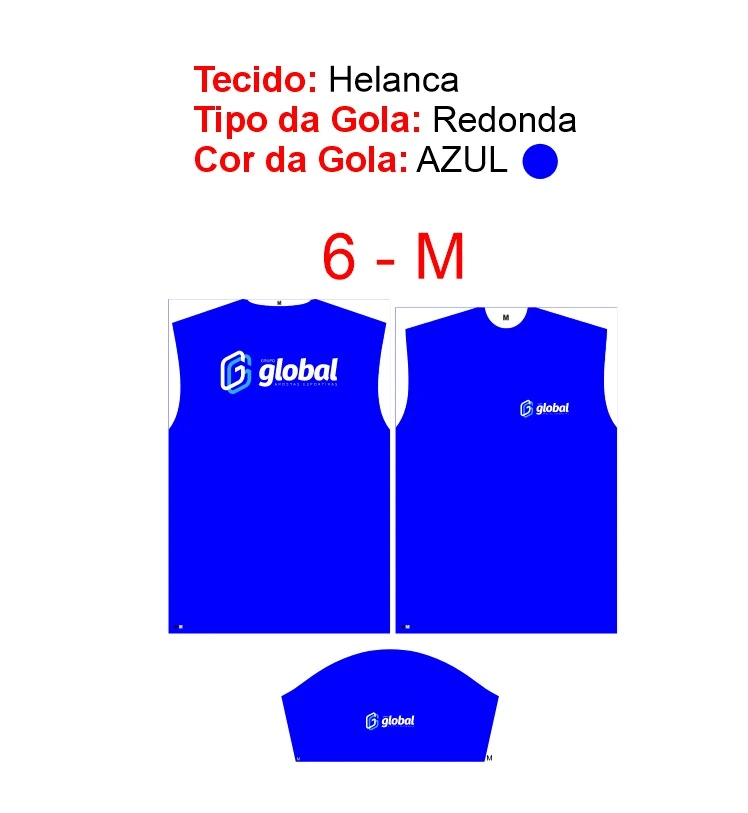 Tecido: Helanca
Tipo da Gola: Redonda
Cor da Gola: AZUL
6 - M
M
M
GRUPO
global
APOSTAS ESPORTIVAS
global
M
M
global
M
M